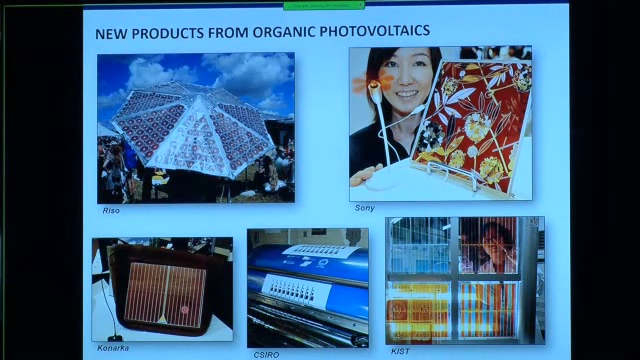 NEW PRODUCTS FROM ORGANIC PHOTOVOLTAICS
Riso
Sony
Konarka
CSIRO
KIST